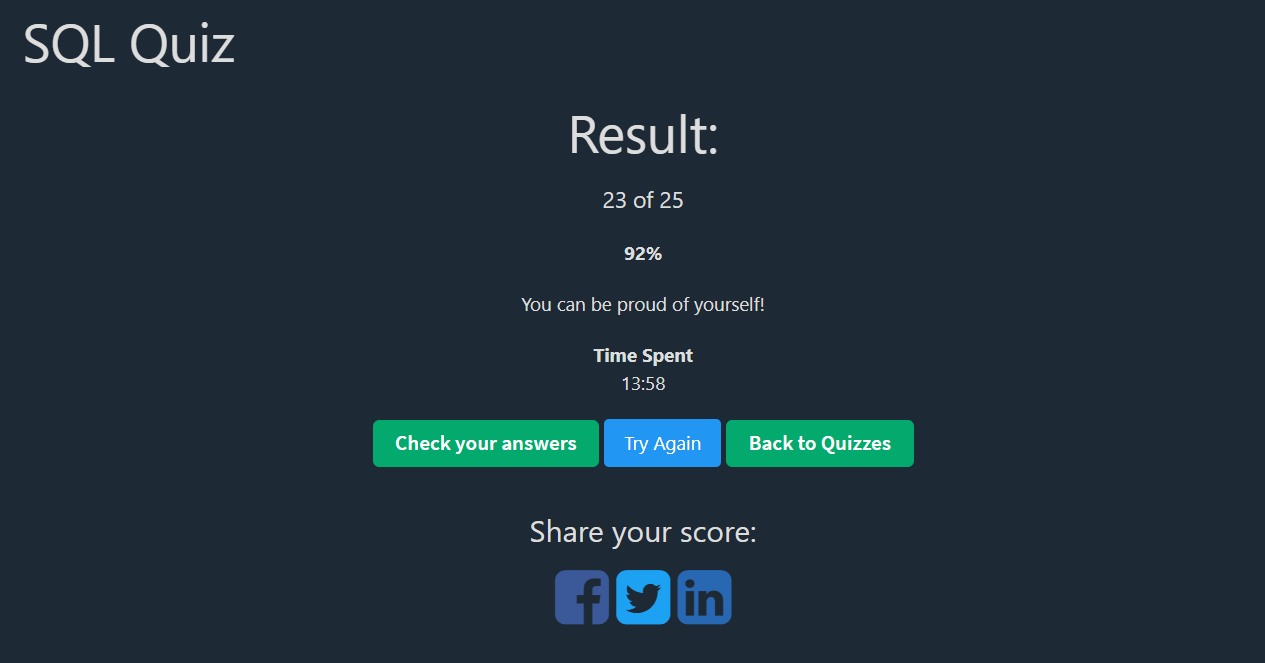 SQL Quiz
Result:
23 of 25
92%
You can be proud of yourself!
Time Spent
13:58
Check your answers Try Again Back to Quizzes
Share your score:
f in